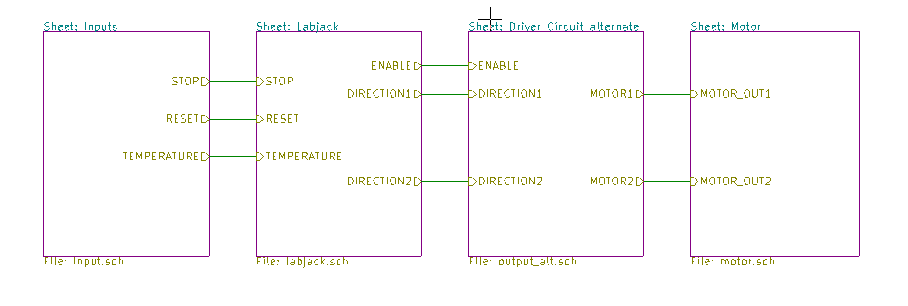 Sheet: Inputs
Sheet: Labjack
Sheet: Driver Circuit alternate
Sheet: Motor
STOP
RESET
TEMPERATURE
STOP
RESET
TEMPERATURE
ENABLE
DIRECTION1
DIRECTION2
ENABLE
DIRECTION1
DIRECTION2
MOTOR1
MOTOR2
MOTOR_OUT1
MOTOR_OUT2
File: Input.sch
File: labjack.sch
File: output_alt.sch
File: motor.sch